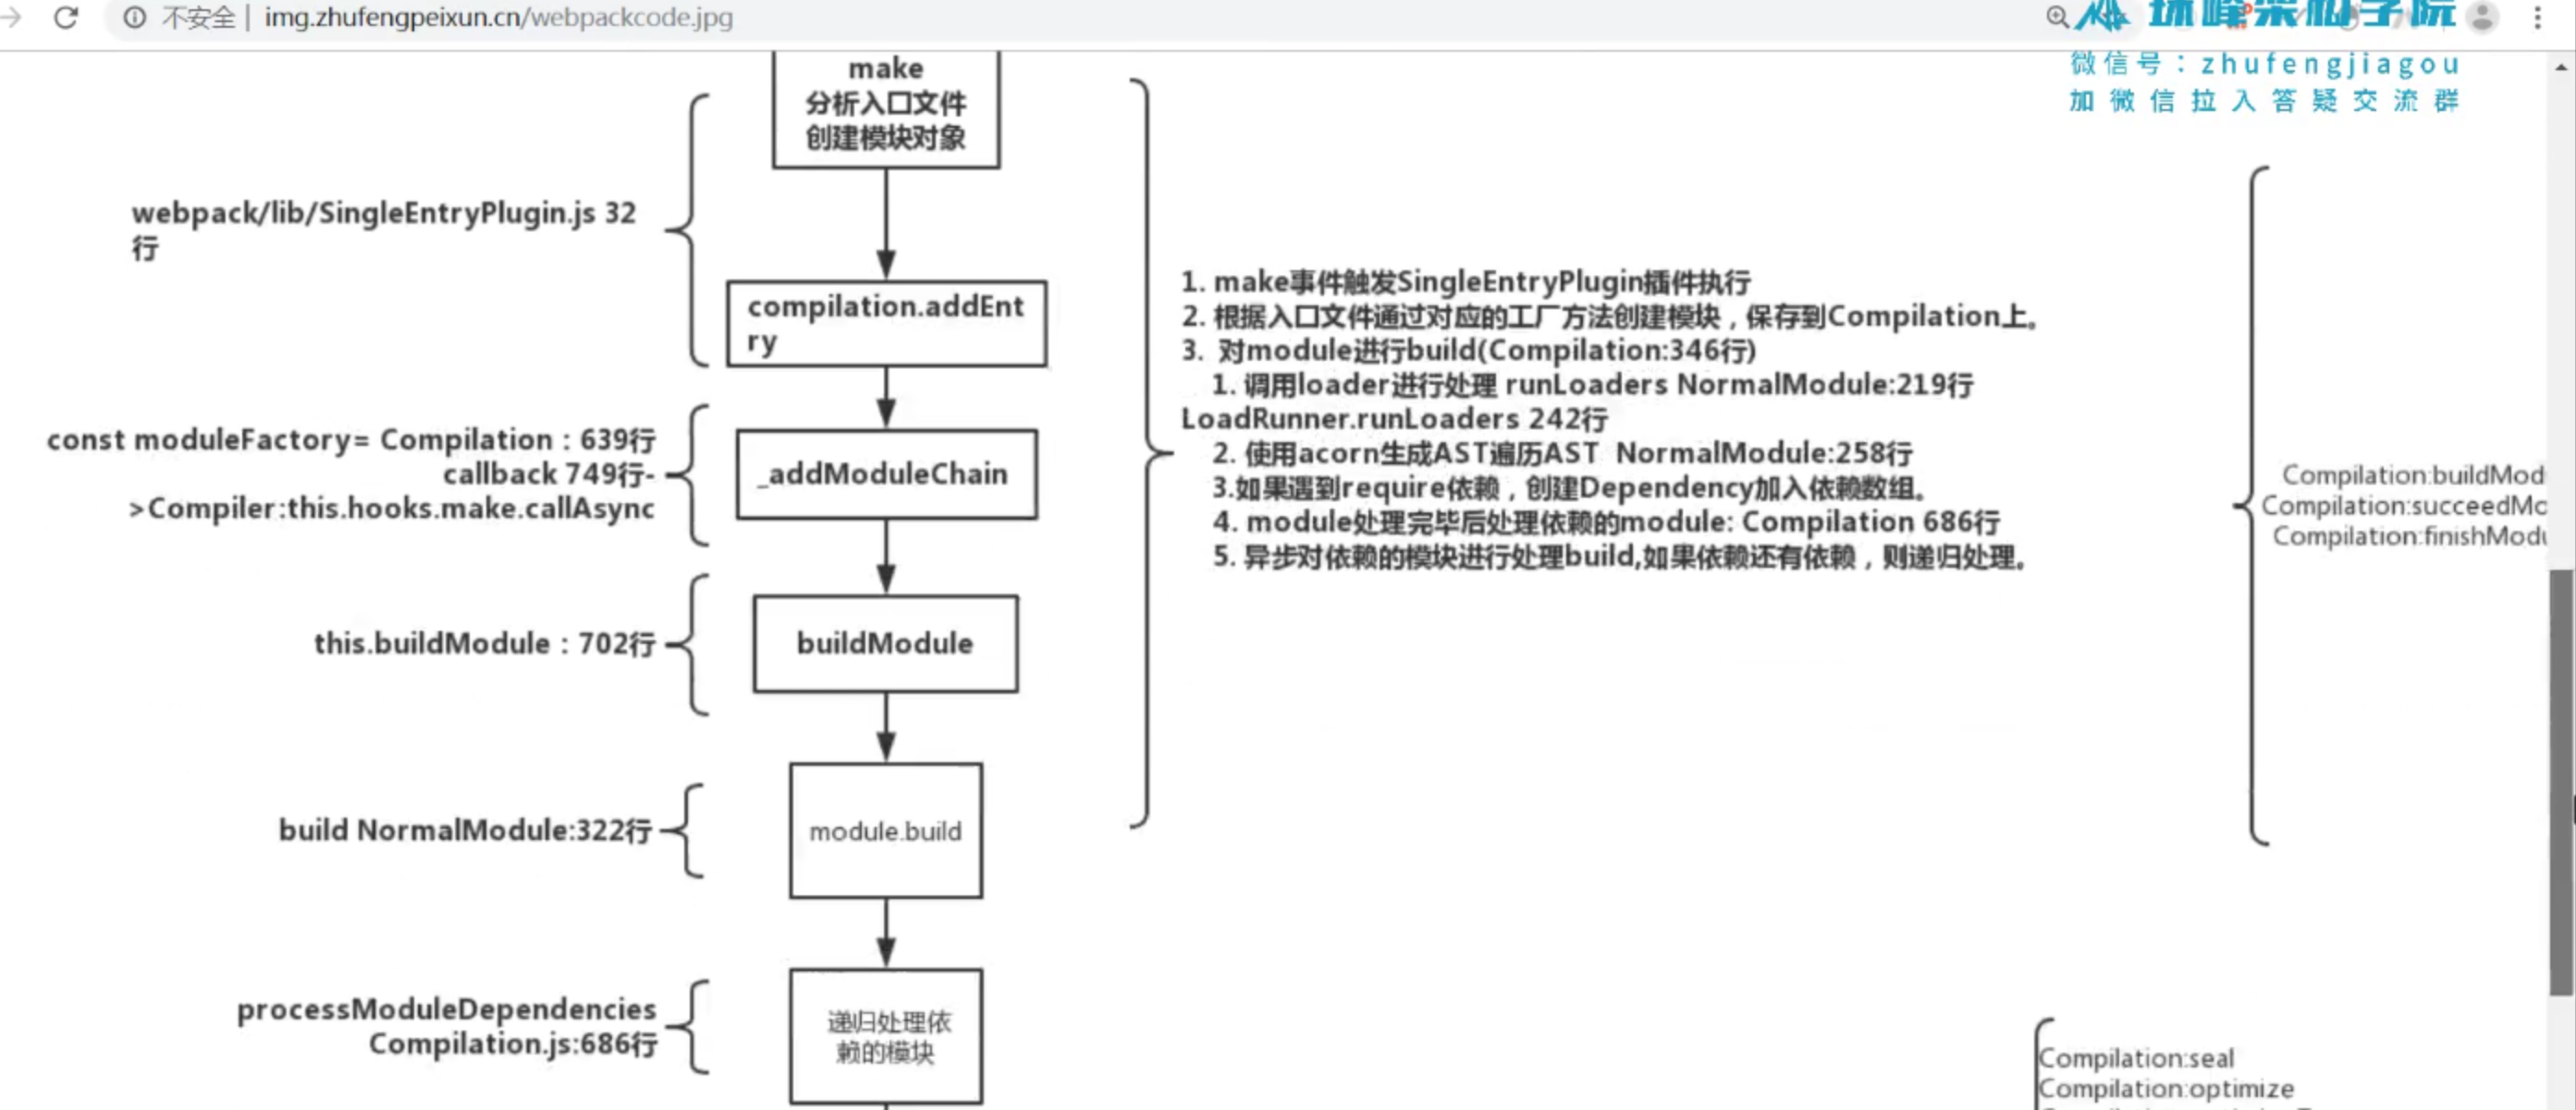 不安全 | img.zhufengpeixun.cn/webpackcode.jpg
珠峰架构学院
微信号：zhufengjiagou
加微信拉入答疑交流群
make
分析入口文件
创建模块对象
webpack/lib/SingleEntryPlugin.js 32
行
compilation.addEnt
ry
const moduleFactory= Compilation：639行
callback 749行-
>Compiler:this.hooks.make.callAsync
_addModuleChain
this.buildModule：702行
buildModule
build NormalModule:322行
module.build
processModuleDependencies
Compilation.js:686行
递归处理依
赖的模块
1. make事件触发SingleEntryPlugin插件执行
2. 根据入口文件通过对应的工厂方法创建模块，保存到Compilation上。
3. 对module进行build(Compilation:346行)
1. 调用loader进行处理 runLoaders NormalModule:219行
LoadRunner.runLoaders 242行
2. 使用acorn生成AST遍历AST NormalModule:258行
3.如果遇到require依赖，创建Dependency加入依赖数组。
4. module处理完毕后处理依赖的module: Compilation 686行
5. 异步对依赖的模块进行处理build,如果依赖还有依赖，则递归处理。
Compilation:buildMod
Compilation:succeedMo
Compilation:finishModu
Compilation:seal
Compilation:optimize